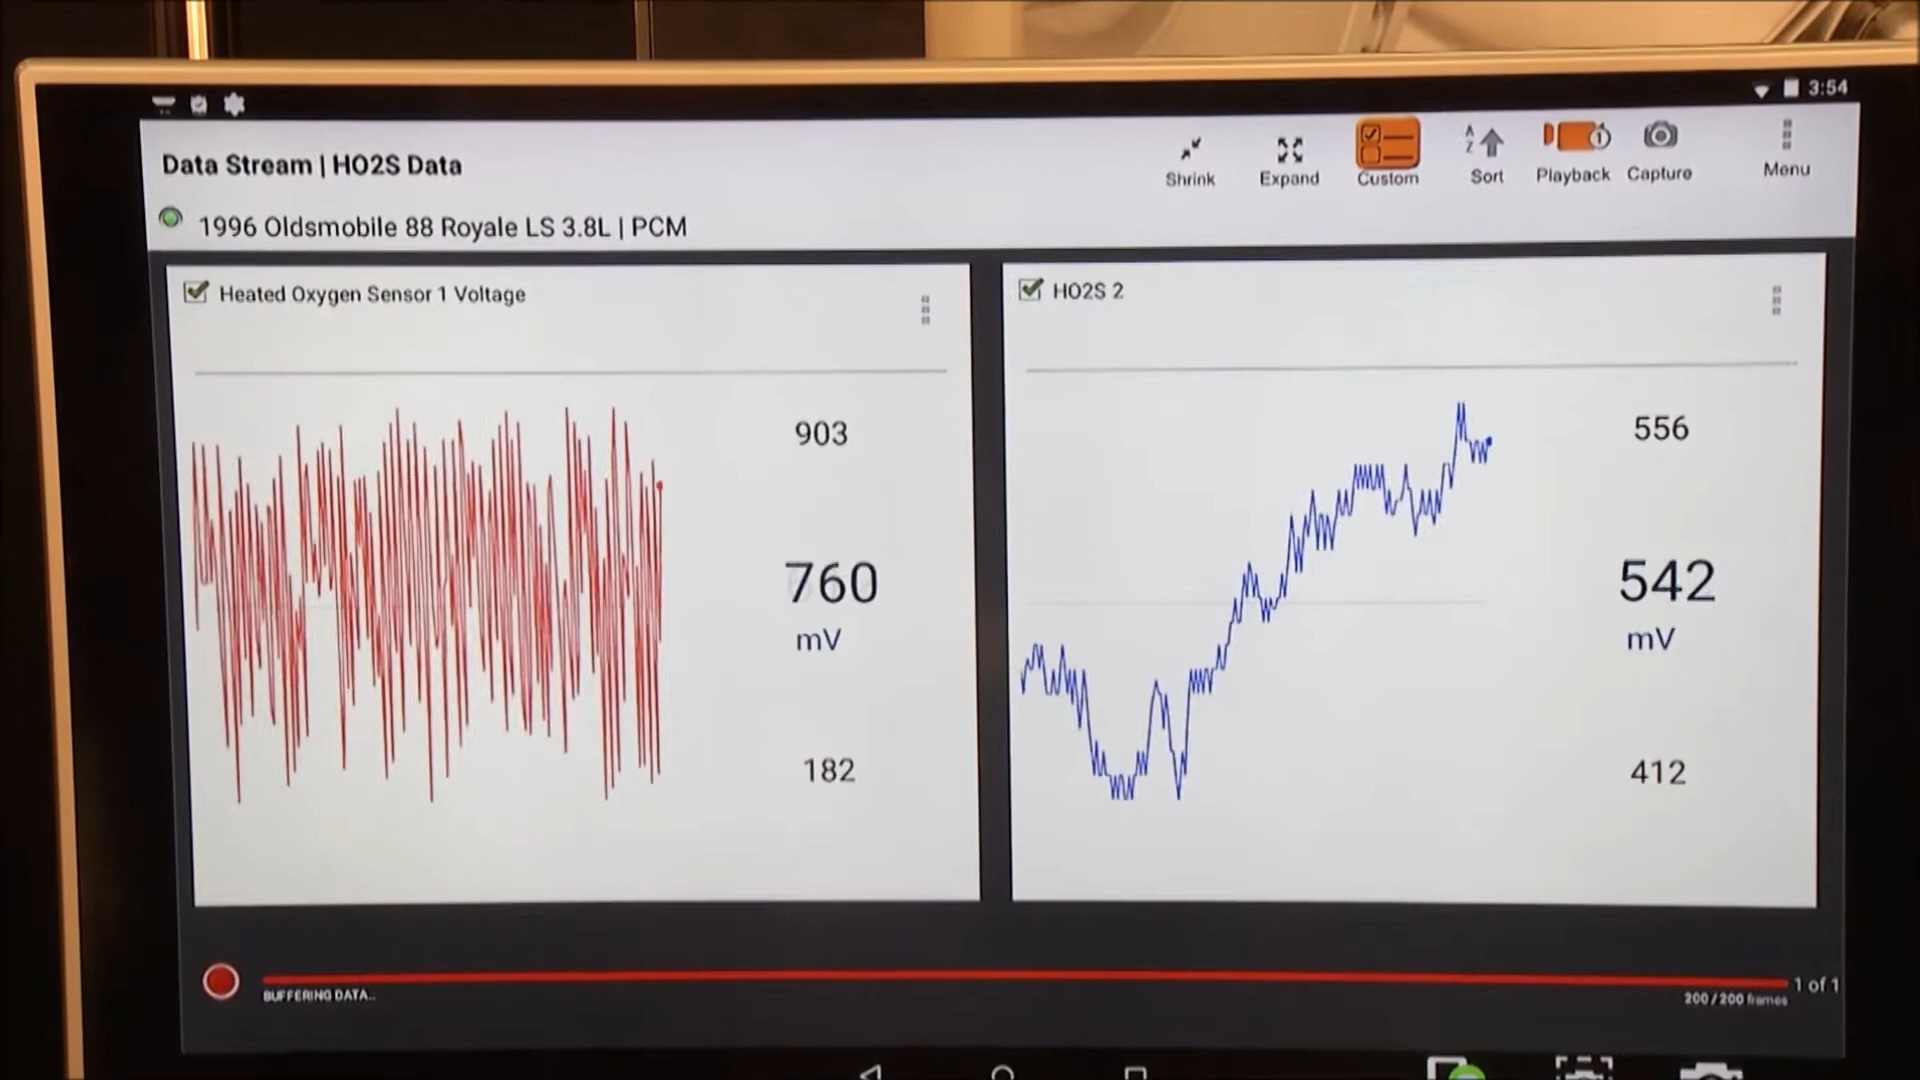 3:54
Data Stream | HO2S Data
Shrink
Expand
Custom
A
Z
Sort
1
Playback
Capture
Menu
1996 Oldsmobile 88 Royale LS 3.8L | PCM
Heated Oxygen Sensor 1 Voltage
903
760
mV
182
HO2S 2
556
542
mV
412
BUFFERING DATA..
1 of 1
200 / 200 frames